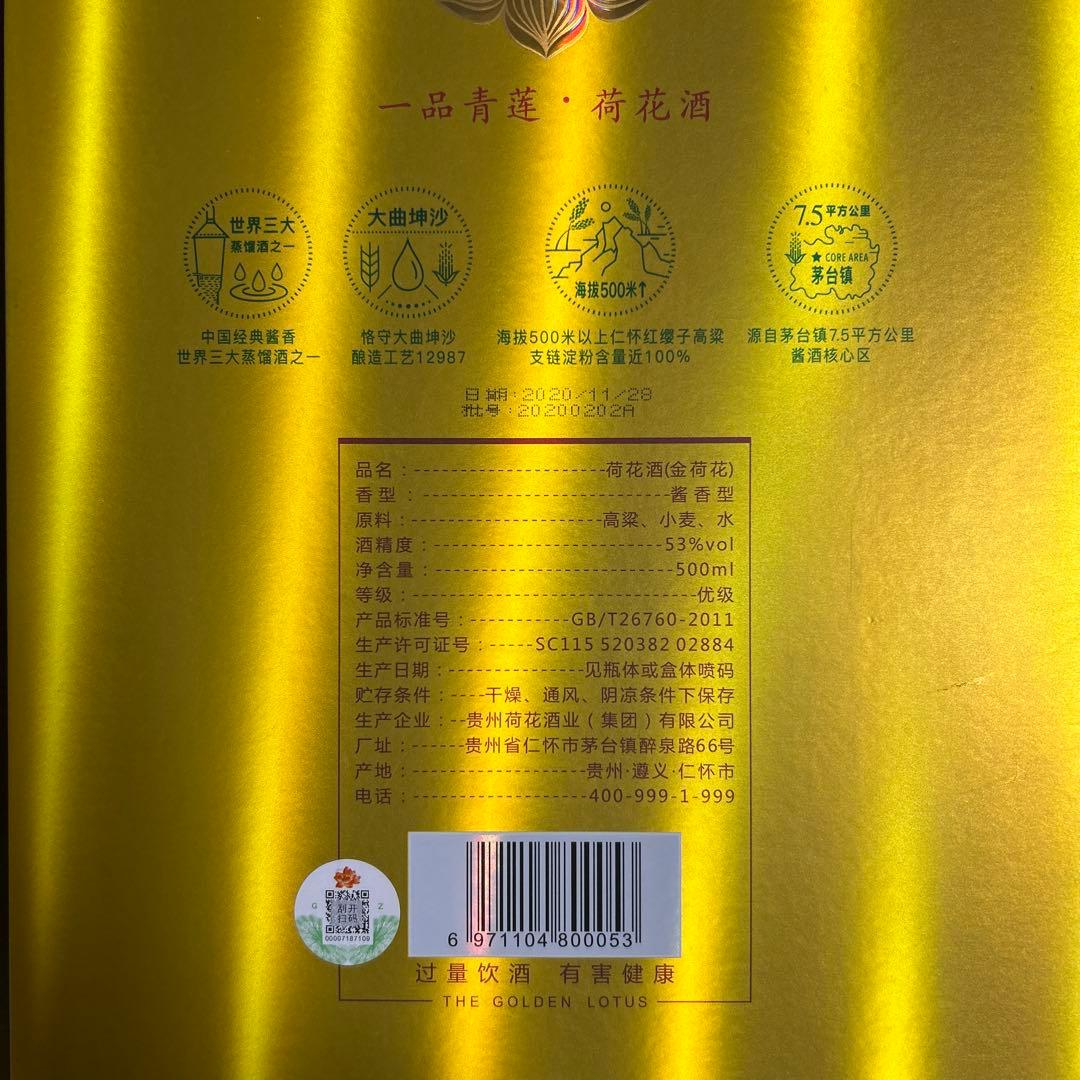 一品青莲·荷花酒
世界三大
蒸馏酒之一
中国经典酱香
世界三大蒸馏酒之一
大曲坤沙
恪守大曲坤沙
酿造工艺12987
海拔500米↑
海拔500米以上仁怀红缨子高粱
支链淀粉含量近100%
7.5平方公里
CORE AREA
茅台镇
源自茅台镇7.5平方公里
酱酒核心区
日期:2020/11/28
批号:20200202A
品名：----------------------荷花酒(金荷花)
香型：----------------------------酱香型
原料：----------------------高粱、小麦、水
酒精度：---------------------------53%vol
净含量：----------------------------500ml
等级：---------------------------------优级
产品标准号：-----------GB/T26760-2011
生产许可证号：-----SC115 520382 02884
生产日期：----------------见瓶体或盒体喷码
贮存条件：----干燥、通风、阴凉条件下保存
生产企业：--贵州荷花酒业（集团）有限公司
厂址：------贵州省仁怀市茅台镇醉泉路66号
产地：--------------------贵州·遵义·仁怀市
电话：--------------------400-999-1-999
G Z
刮开
扫码
00007187109
6 971104 800053
过量饮酒 有害健康
THE GOLDEN LOTUS